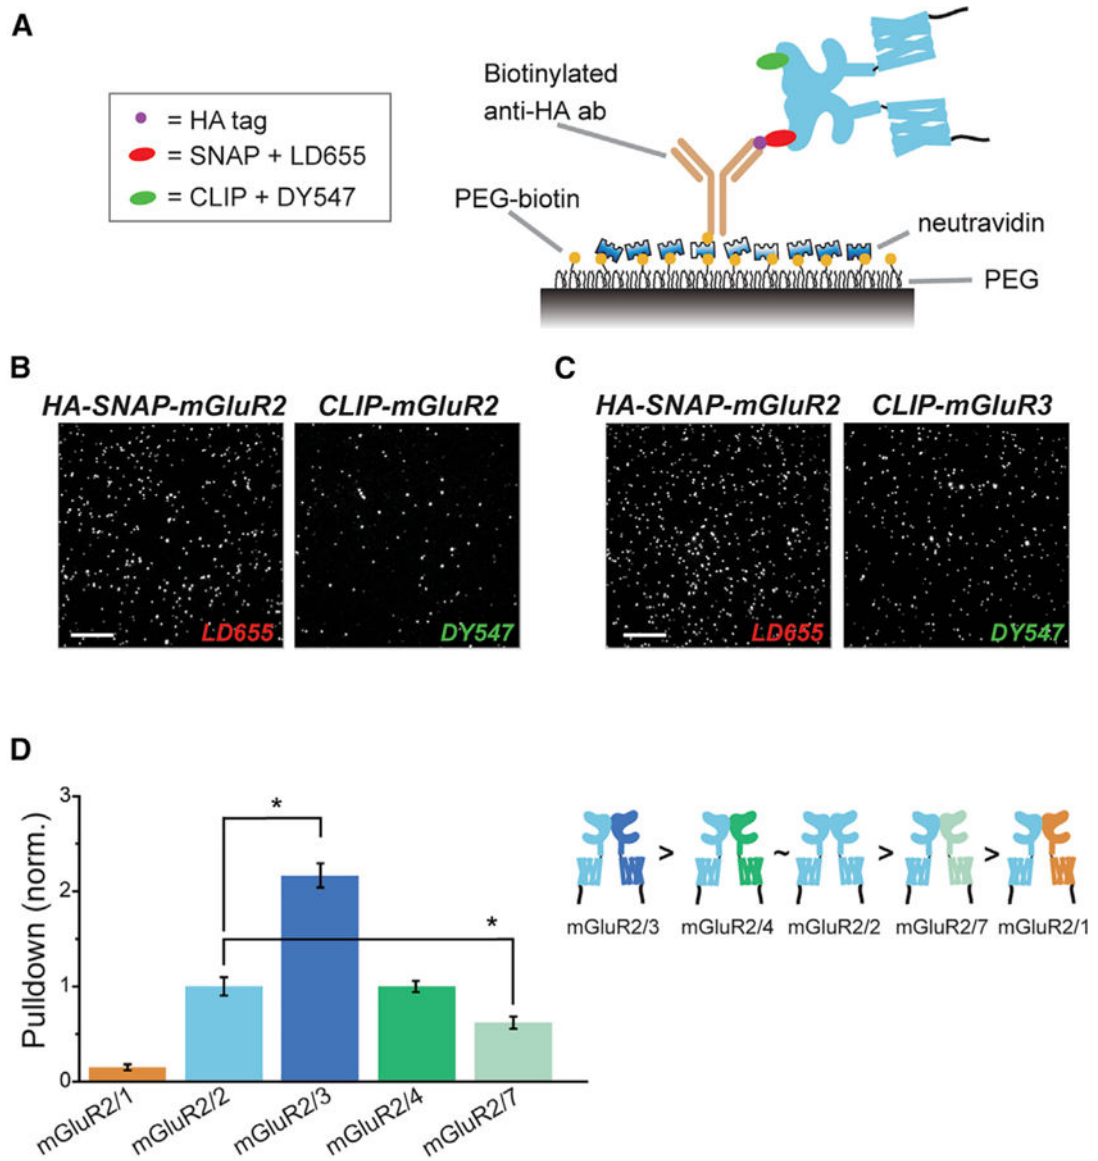 A
= HA tag
= SNAP + LD655
= CLIP + DY547
Biotinylated
anti-HA ab
PEG-biotin
neutravidin
PEG
B
HA-SNAP-mGluR2
CLIP-mGluR2
LD655
DY547
C
HA-SNAP-mGluR2
CLIP-mGluR3
LD655
DY547
D
Pulldown (norm.)
3
2
1
0
*
*
mGluR2/1
mGluR2/2
mGluR2/3
mGluR2/4
mGluR2/7
> ~ > >
mGluR2/3 mGluR2/4 mGluR2/2 mGluR2/7 mGluR2/1